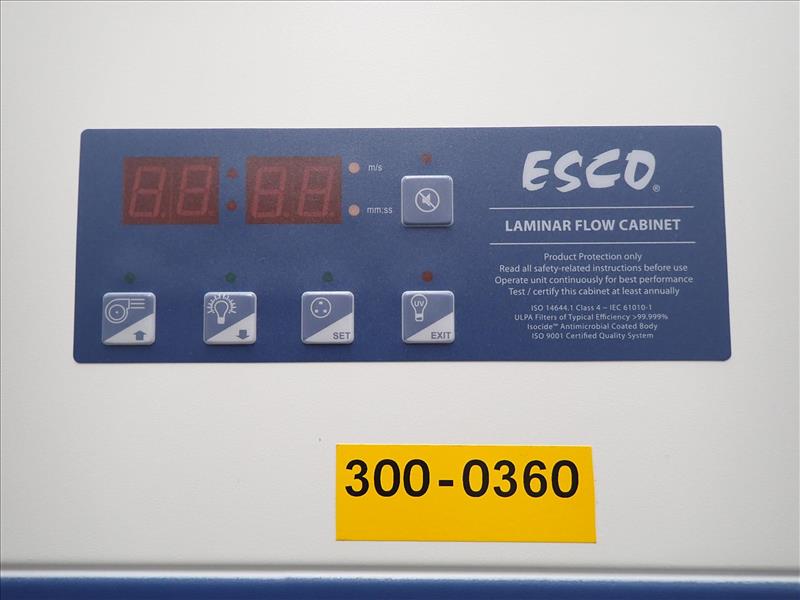 m/s
mm:ss
ESCO®
LAMINAR FLOW CABINET
Product Protection only
Read all safety-related instructions before use
Operate unit continuously for best performance
Test / certify this cabinet at least annually
ISO 14644.1 Class 4 ~ IEC 61010-1
ULPA Filters of Typical Efficiency >99.999%
Isocide™ Antimicrobial Coated Body
ISO 9001 Certified Quality System
SET
UV
EXIT
300-0360